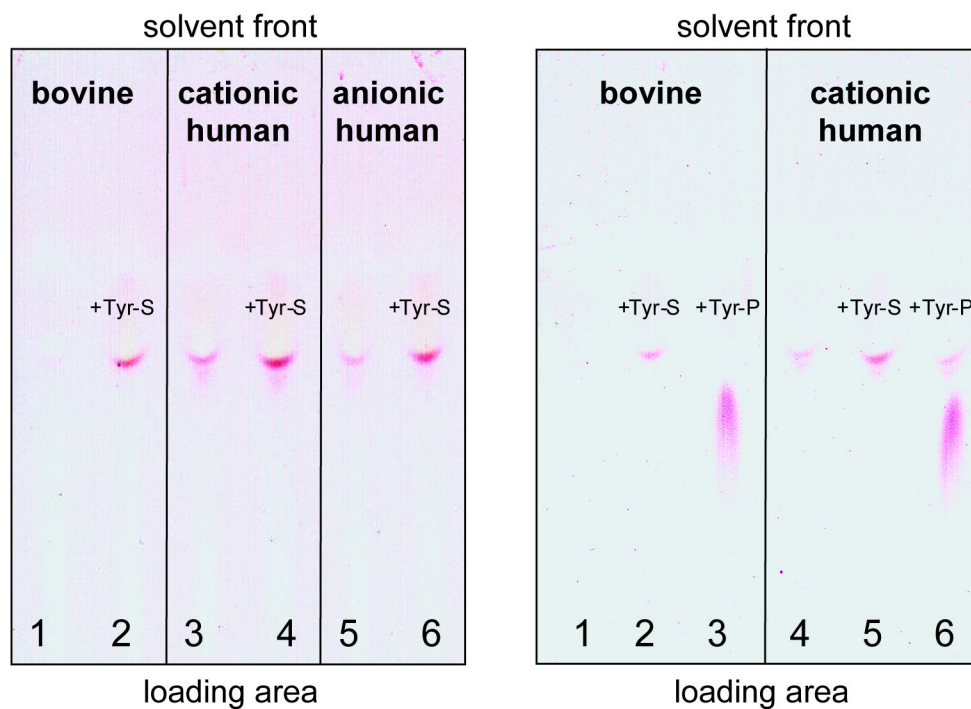 solvent front
bovine
cationic
human
anionic
human
+Tyr-S
+Tyr-S
+Tyr-S
1
2
3
4
5
6
loading area
solvent front
bovine
cationic
human
+Tyr-S
+Tyr-P
+Tyr-S
+Tyr-P
1
2
3
4
5
6
loading area